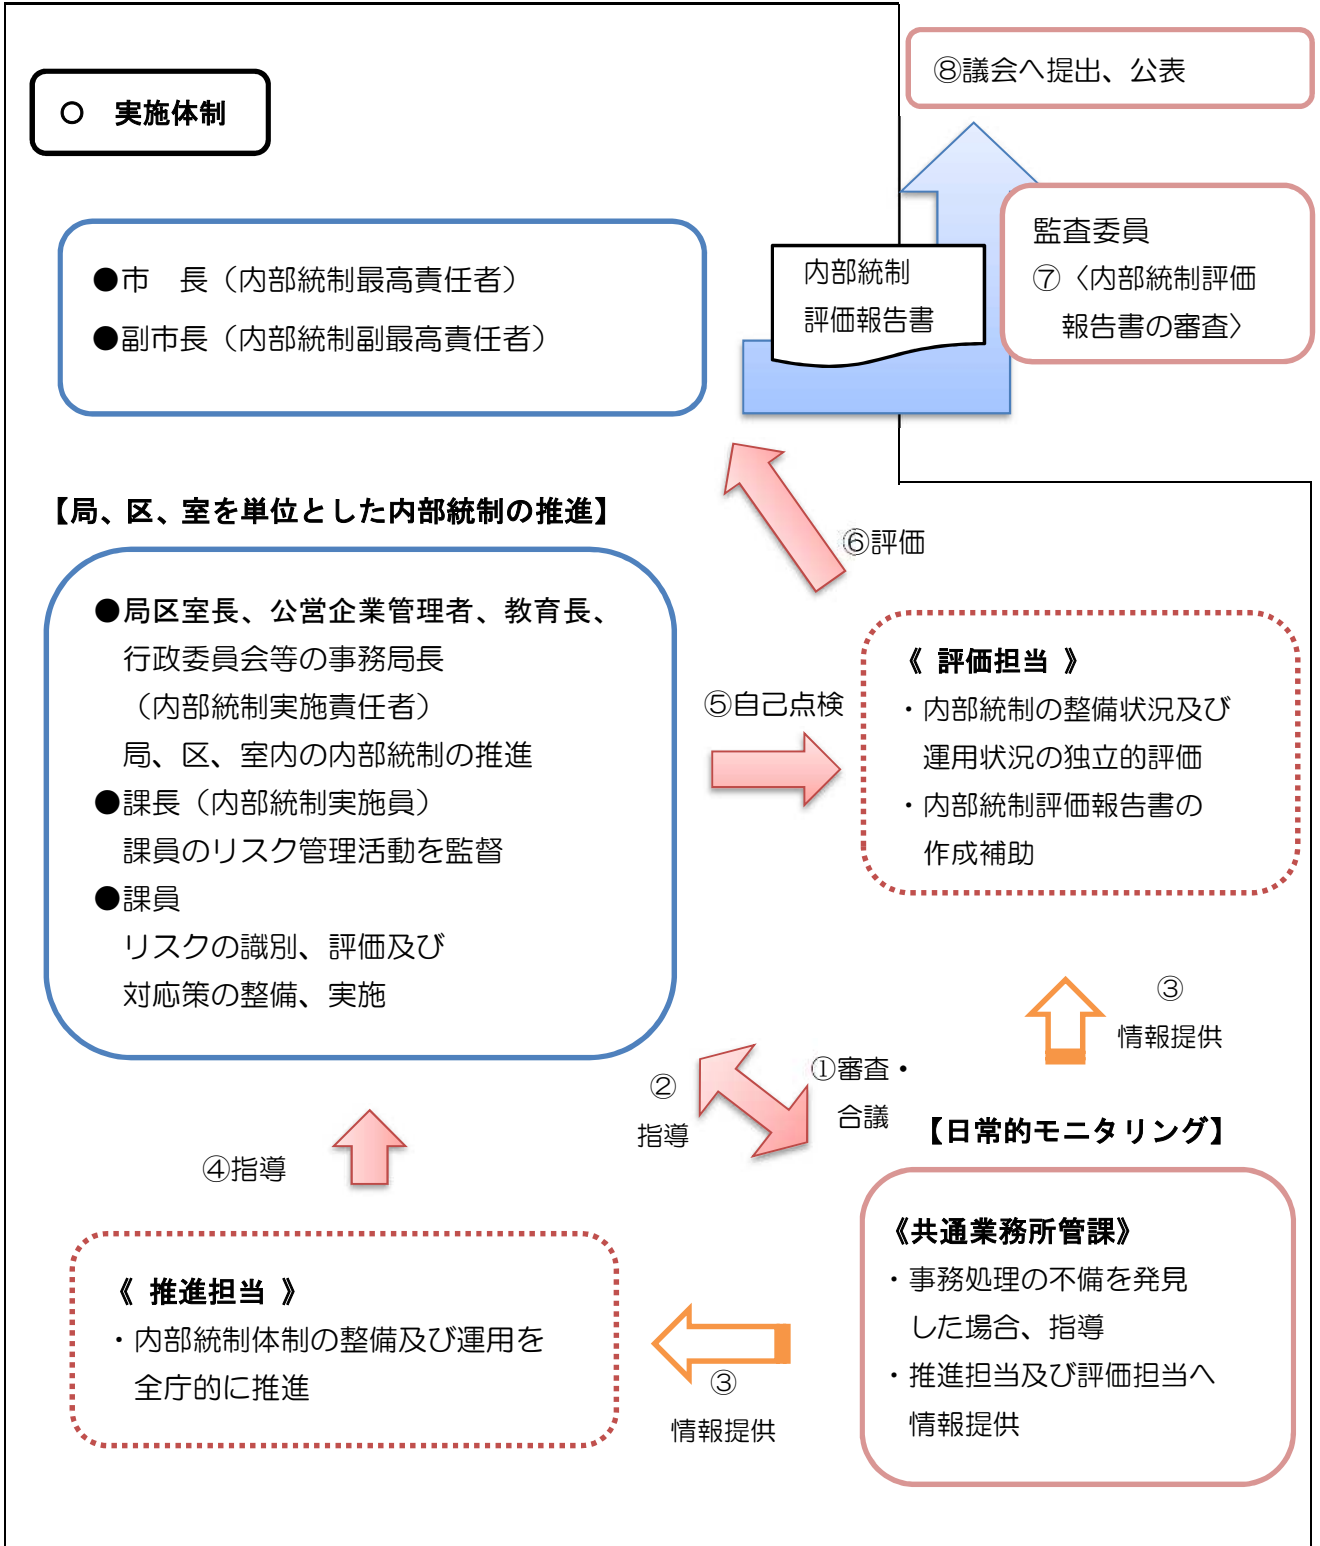 ⑧議会へ提出、公表
○　実施体制
●市　長（内部統制最高責任者）
●副市長（内部統制副最高責任者）
内部統制
評価報告書
監査委員
⑦〈内部統制評価
報告書の審査〉
【局、区、室を単位とした内部統制の推進】
⑥評価
●局区室長、公営企業管理者、教育長、
行政委員会等の事務局長
（内部統制実施責任者）
局、区、室内の内部統制の推進
●課長（内部統制実施員）
課員のリスク管理活動を監督
●課員
リスクの識別、評価及び
対応策の整備、実施
⑤自己点検
《 評価担当 》
・内部統制の整備状況及び
運用状況の独立的評価
・内部統制評価報告書の
作成補助
③
情報提供
①審査・
合議
②
指導
【日常的モニタリング】
④指導
《共通業務所管課》
・事務処理の不備を発見
した場合、指導
・推進担当及び評価担当へ
情報提供
《 推進担当 》
・内部統制体制の整備及び運用を
全庁的に推進
③
情報提供